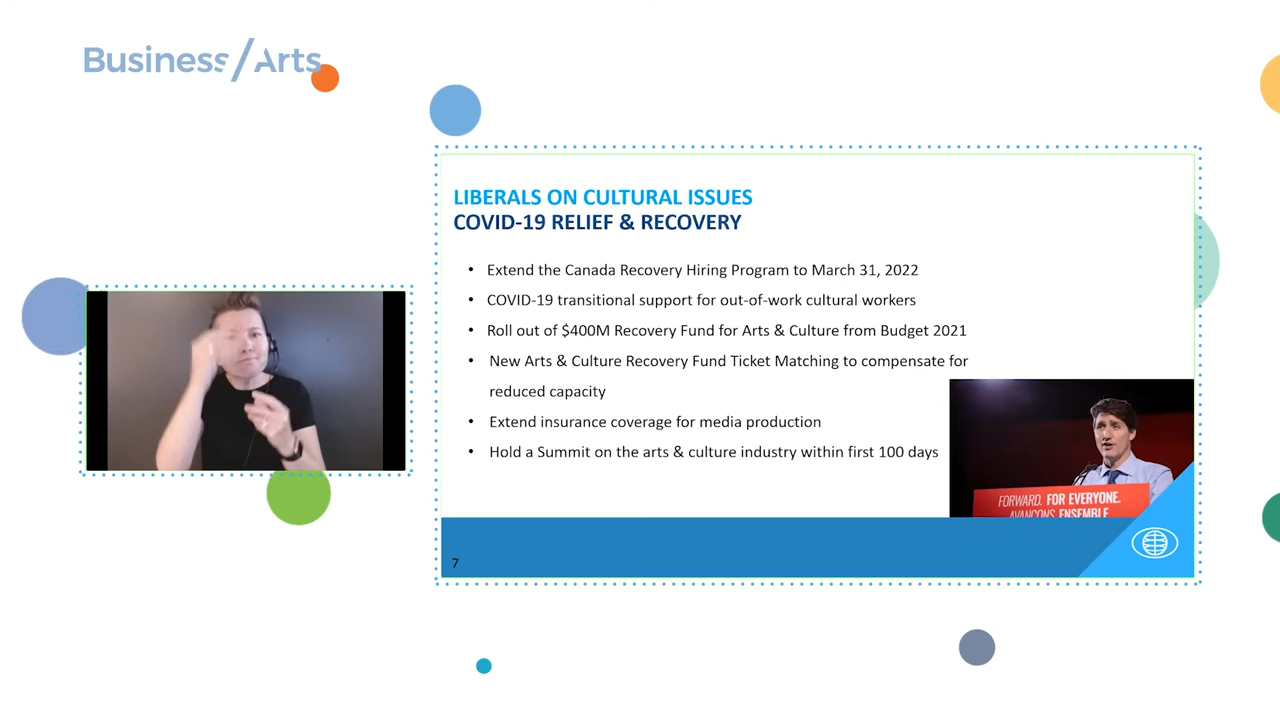 Business/Arts
LIBERALS ON CULTURAL ISSUES
COVID-19 RELIEF & RECOVERY
• Extend the Canada Recovery Hiring Program to March 31, 2022
• COVID-19 transitional support for out-of-work cultural workers
• Roll out of $400M Recovery Fund for Arts & Culture from Budget 2021
• New Arts & Culture Recovery Fund Ticket Matching to compensate for
reduced capacity
• Extend insurance coverage for media production
• Hold a Summit on the arts & culture industry within first 100 days
FORWARD. FOR EVERYONE.
AVANÇONS ENSEMBLE
7